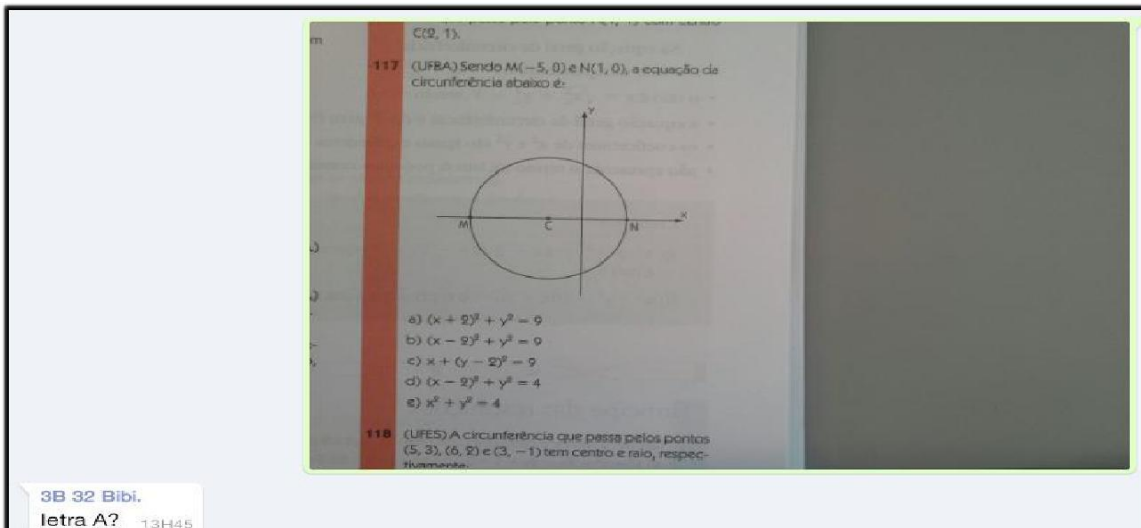 m
C(2, 1).
117 (UFBA) Sendo M(−5, 0) e N(1, 0), a equação da
circunferência abaixo é:
y
x
M C N
a) (x + 2)² + y² = 9
b) (x − 2)² + y² = 9
c) x + (y − 2)² = 9
d) (x − 2)² + y² = 4
e) x² + y² = 4
118 (UFES) A circunferência que passa pelos pontos
(5, 3), (6, 2) e (3, −1) tem centro e raio, respec-
tivamente:
3B 32 Bibi.
letra A? 13H45